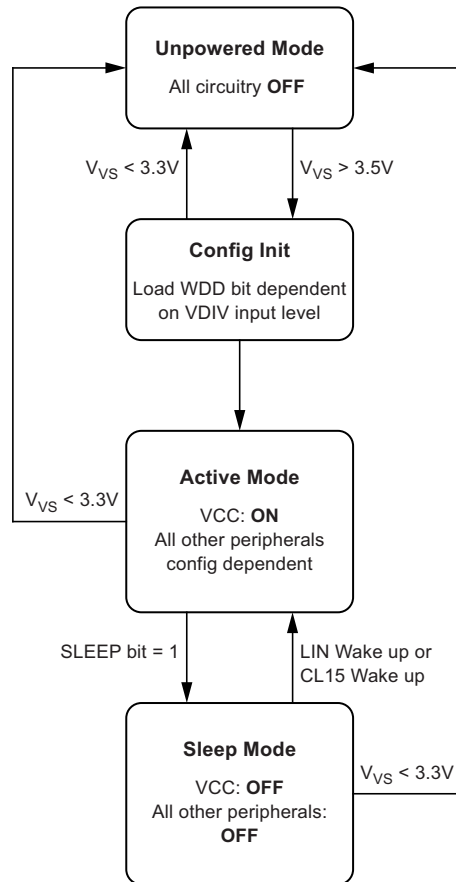 Unpowered Mode
All circuitry OFF
V_VS < 3.3V
V_VS > 3.5V
Config Init
Load WDD bit dependent
on VDIV input level
Active Mode
VCC: ON
All other peripherals
config dependent
V_VS < 3.3V
SLEEP bit = 1
LIN Wake up or
CL15 Wake up
Sleep Mode
VCC: OFF
All other peripherals:
OFF
V_VS < 3.3V